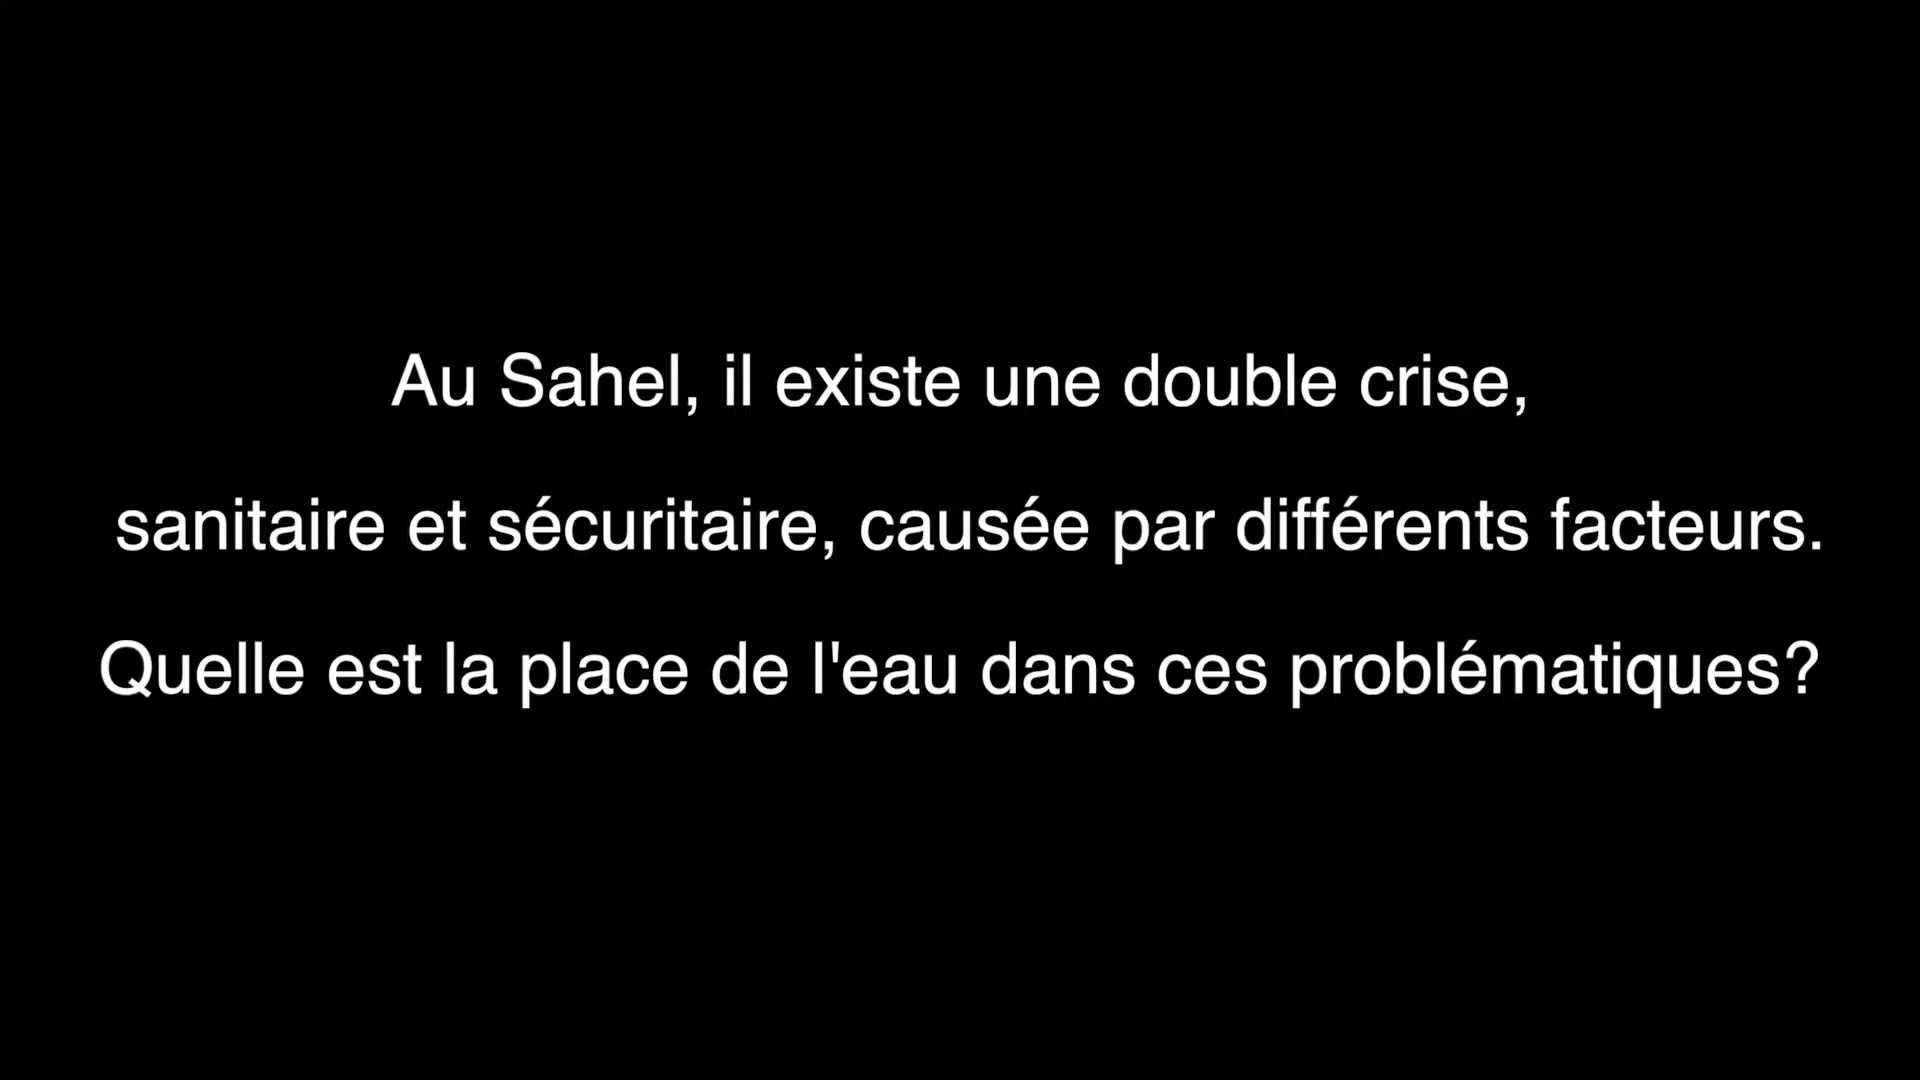 Au Sahel, il existe une double crise,
sanitaire et sécuritaire, causée par différents facteurs.
Quelle est la place de l'eau dans ces problématiques?